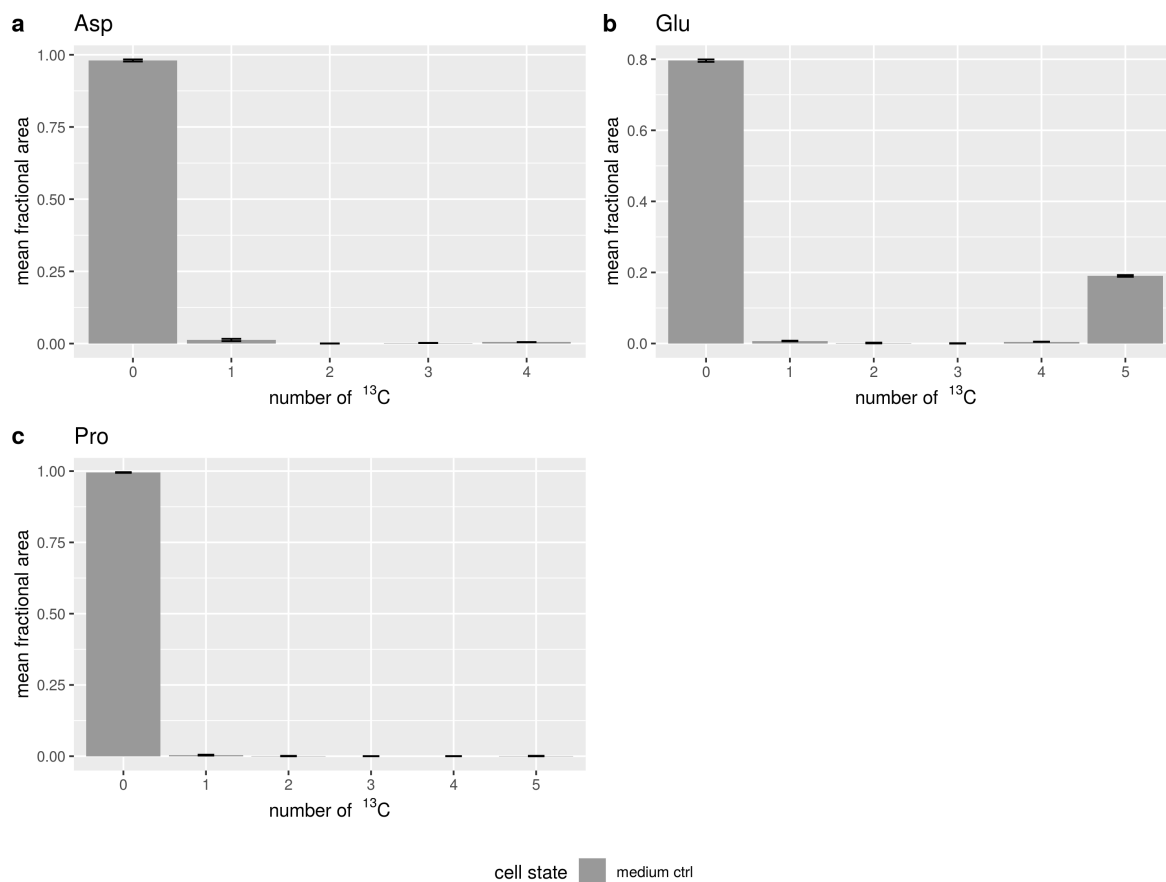 a Asp
mean fractional area
1.00
0.75
0.50
0.25
0.00
0 1 2 3 4
number of ¹³C
b Glu
mean fractional area
0.8
0.6
0.4
0.2
0.0
0 1 2 3 4 5
number of ¹³C
c Pro
mean fractional area
1.00
0.75
0.50
0.25
0.00
0 1 2 3 4 5
number of ¹³C
cell state medium ctrl